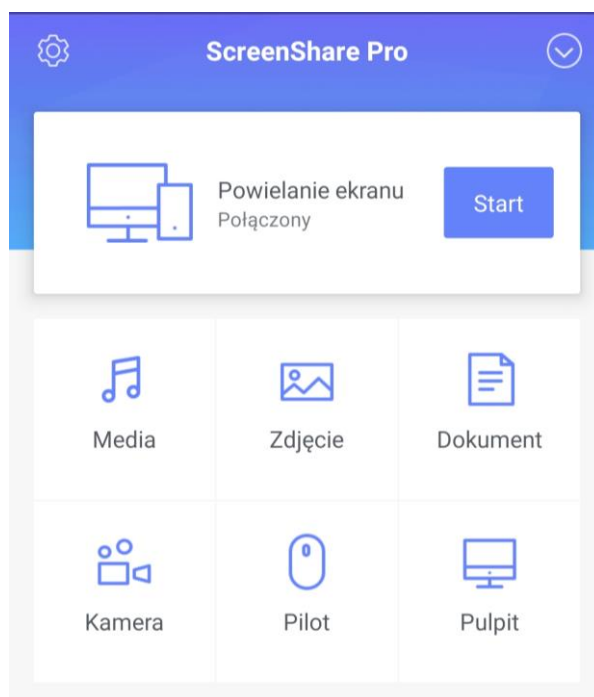 ScreenShare Pro
Powielanie ekranu
Połączony
Start
Media
Zdjęcie
Dokument
Kamera
Pilot
Pulpit